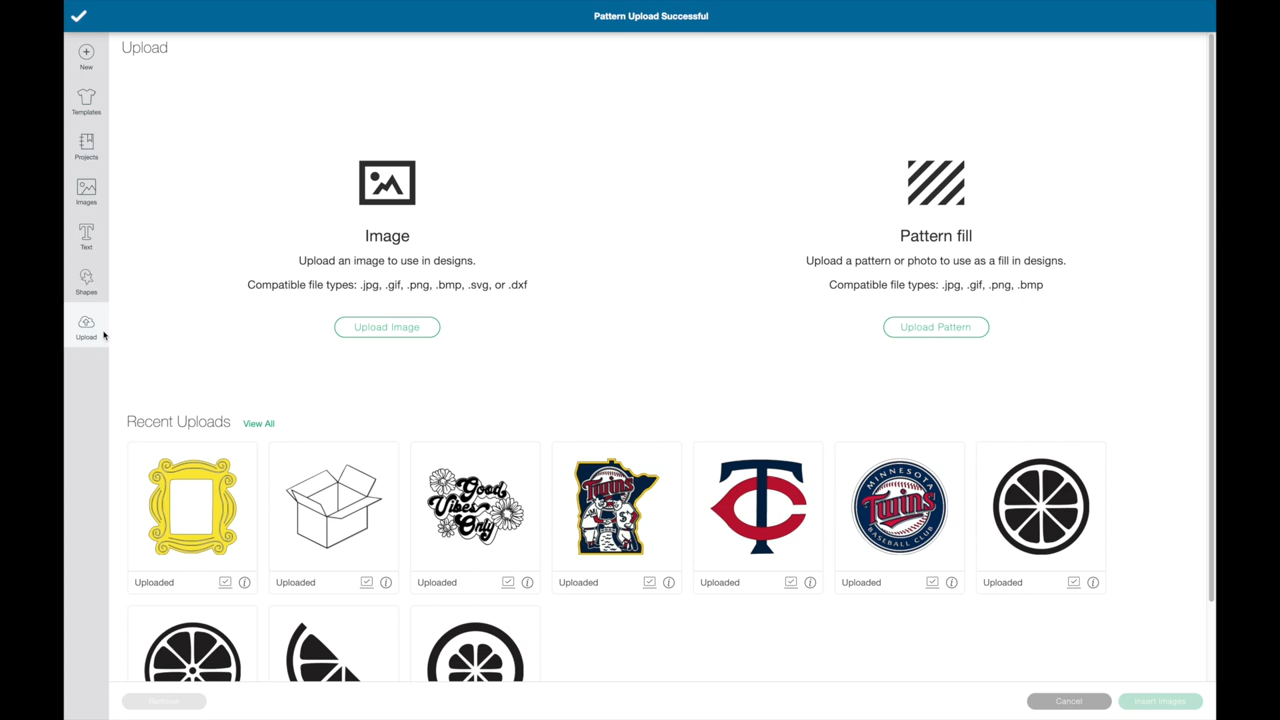 Pattern Upload Successful
New
Templates
Projects
Images
Text
Shapes
Upload
Upload
Image
Upload an image to use in designs.
Compatible file types: .jpg, .gif, .png, .bmp, .svg, or .dxf
Upload Image
Pattern fill
Upload a pattern or photo to use as a fill in designs.
Compatible file types: .jpg, .gif, .png, .bmp
Upload Pattern
Recent Uploads View All
Good
Vibes
Only
Twins
TC
MINNESOTA
Twins
BASEBALL CLUB
Uploaded
Uploaded
Uploaded
Uploaded
Uploaded
Uploaded
Uploaded
Remove
Cancel
Insert Images